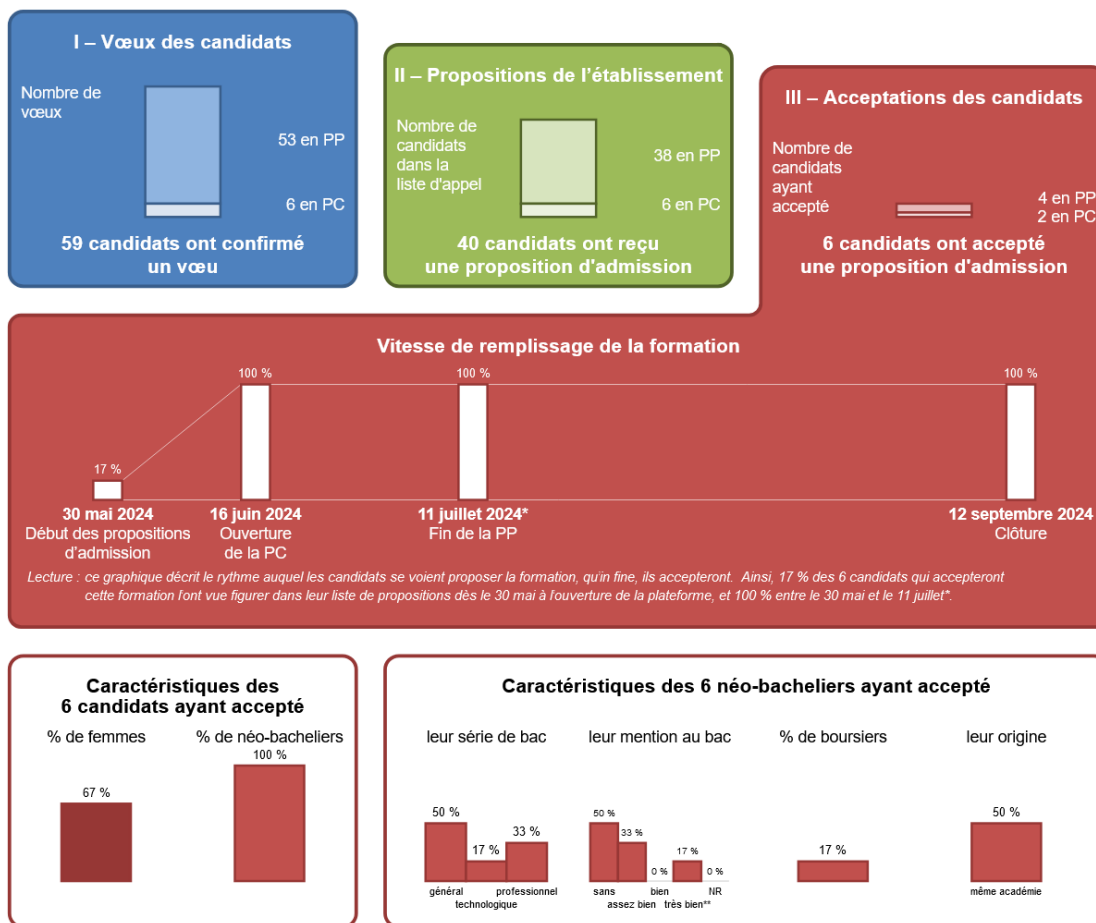 I – Vœux des candidats
Nombre de
vœux
53 en PP
6 en PC
59 candidats ont confirmé
un vœu
II – Propositions de l'établissement
Nombre de
candidats
dans la
liste d'appel
38 en PP
6 en PC
40 candidats ont reçu
une proposition d'admission
III – Acceptations des candidats
Nombre de
candidats
ayant
accepté
4 en PP
2 en PC
6 candidats ont accepté
une proposition d'admission
Vitesse de remplissage de la formation
17 %
100 %
100 %
100 %
30 mai 2024
Début des propositions
d'admission
16 juin 2024
Ouverture
de la PC
11 juillet 2024*
Fin de la PP
12 septembre 2024
Clôture
Lecture : ce graphique décrit le rythme auquel les candidats se voient proposer la formation, qu'in fine, ils accepteront. Ainsi, 17 % des 6 candidats qui accepteront
cette formation l'ont vue figurer dans leur liste de propositions dès le 30 mai à l'ouverture de la plateforme, et 100 % entre le 30 mai et le 11 juillet*.
Caractéristiques des
6 candidats ayant accepté
% de femmes
% de néo-bacheliers
67 %
100 %
Caractéristiques des 6 néo-bacheliers ayant accepté
leur série de bac
50 %
17 %
33 %
général
professionnel
technologique
leur mention au bac
50 %
33 %
0 %
17 %
0 %
sans
bien
NR
assez bien
très bien**
% de boursiers
17 %
leur origine
50 %
même académie